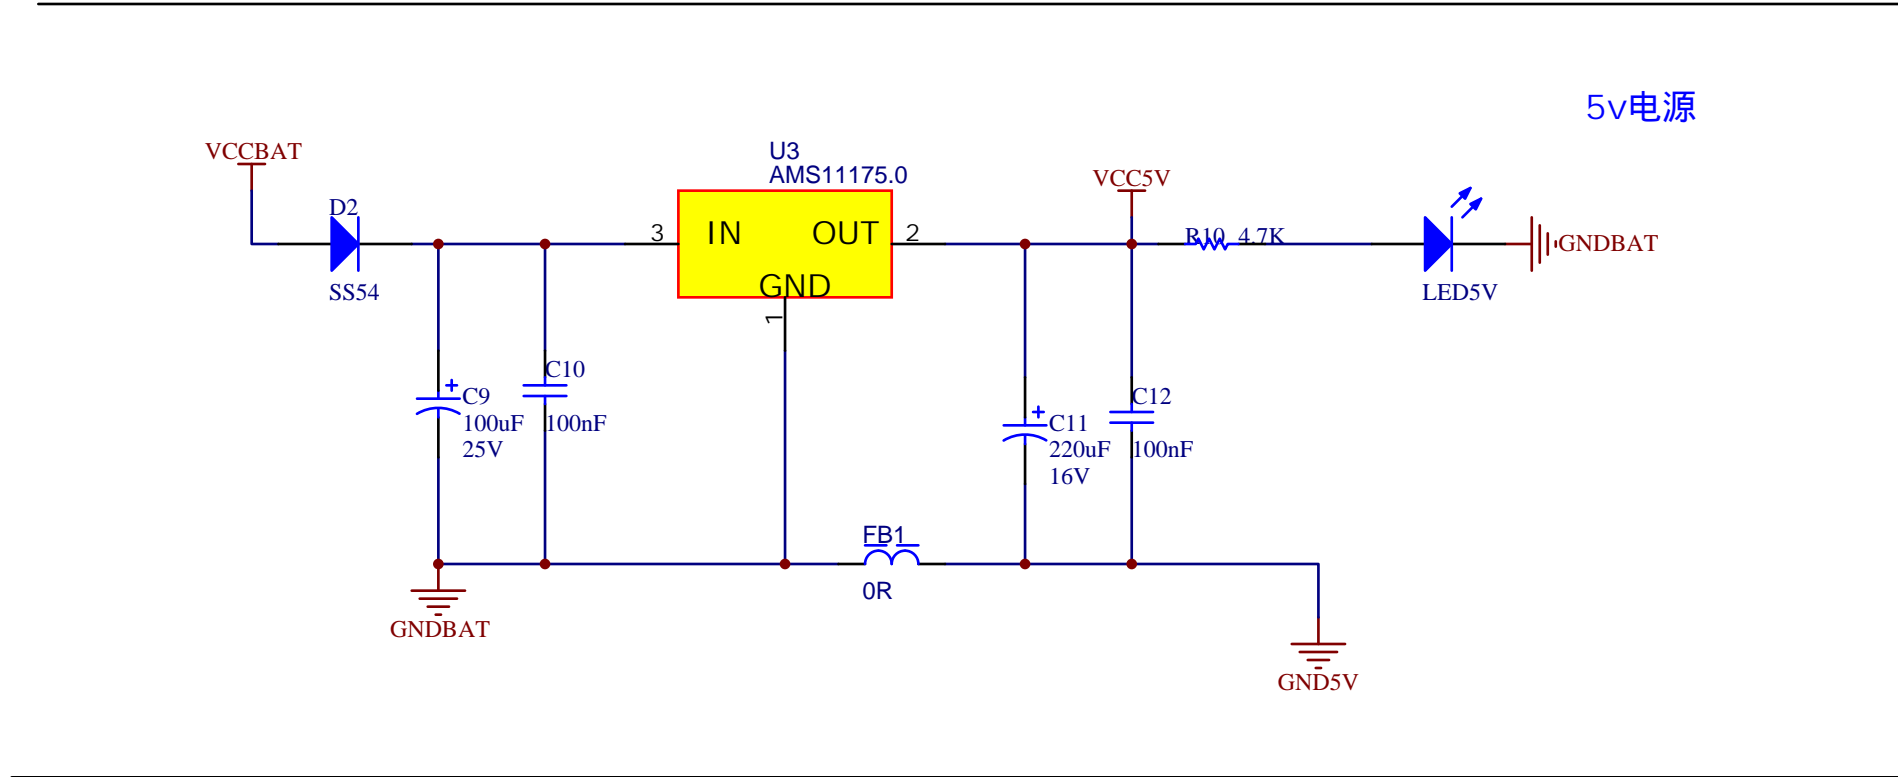 5v电源
VCCBAT
U3
AMS11175.0
VCC5V
D2
SS54
3
IN
OUT
2
GND
1
R10 4.7K
LED5V
GNDBAT
C9
100uF
25V
C10
100nF
C11
220uF
16V
C12
100nF
FB1
0R
GNDBAT
GND5V